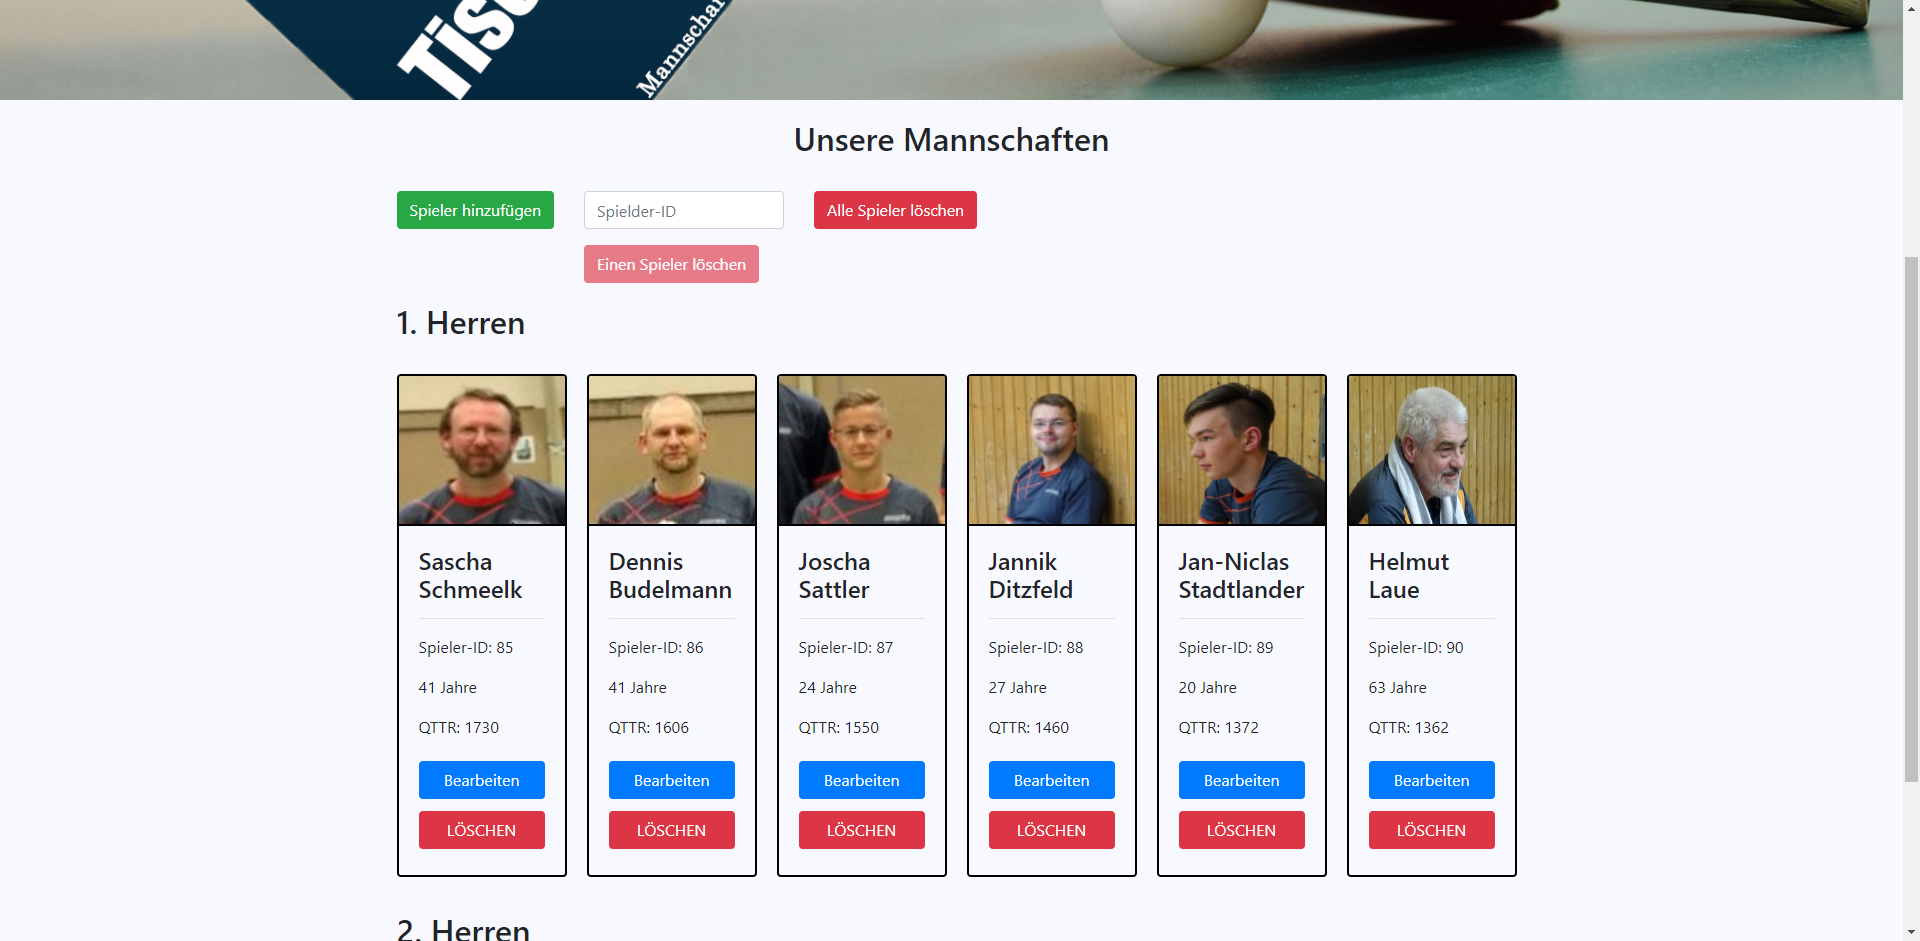 Tisc
Mannschaf
Unsere Mannschaften
Spieler hinzufügen
Spielder-ID
Alle Spieler löschen
Einen Spieler löschen
1. Herren
Sascha
Schmeelk
Spieler-ID: 85
41 Jahre
QTTR: 1730
Bearbeiten
LÖSCHEN
Dennis
Budelmann
Spieler-ID: 86
41 Jahre
QTTR: 1606
Bearbeiten
LÖSCHEN
Joscha
Sattler
Spieler-ID: 87
24 Jahre
QTTR: 1550
Bearbeiten
LÖSCHEN
Jannik
Ditzfeld
Spieler-ID: 88
27 Jahre
QTTR: 1460
Bearbeiten
LÖSCHEN
Jan-Niclas
Stadtlander
Spieler-ID: 89
20 Jahre
QTTR: 1372
Bearbeiten
LÖSCHEN
Helmut
Laue
Spieler-ID: 90
63 Jahre
QTTR: 1362
Bearbeiten
LÖSCHEN
2. Herren